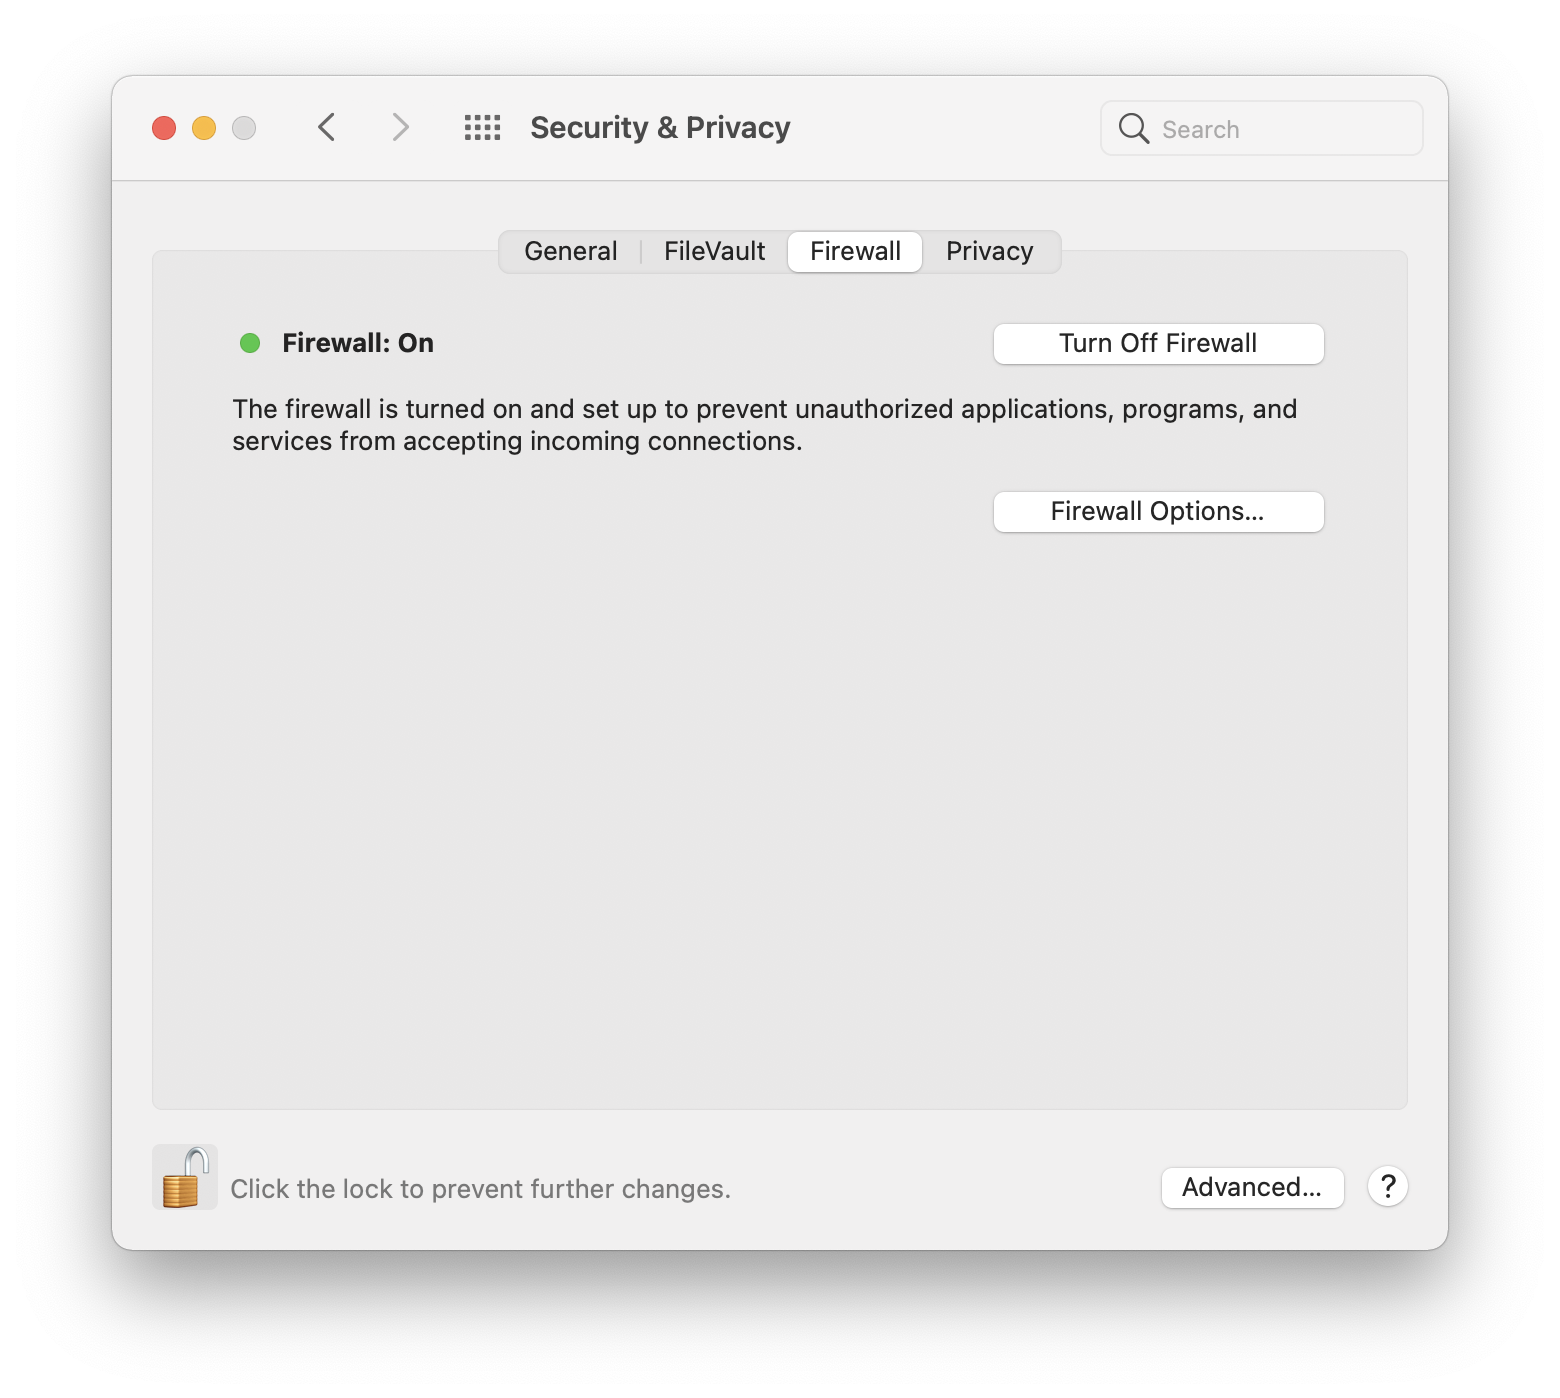 Security & Privacy
Search
General
FileVault
Firewall
Privacy
Firewall: On
Turn Off Firewall
The firewall is turned on and set up to prevent unauthorized applications, programs, and
services from accepting incoming connections.
Firewall Options...
Click the lock to prevent further changes.
Advanced...
?